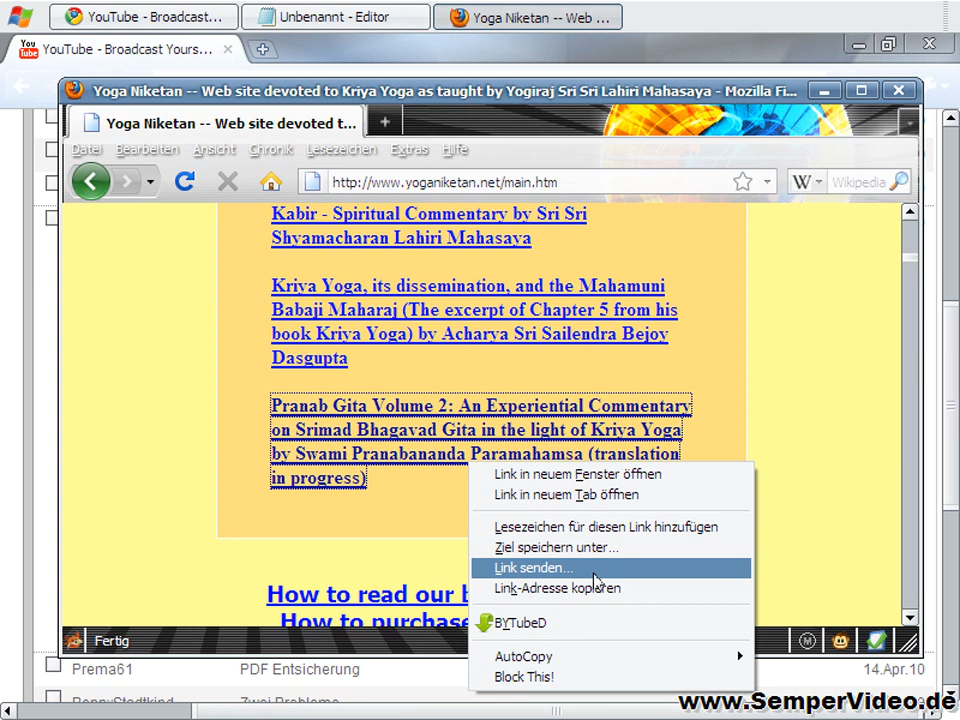 YouTube - Broadcast...
Unbenannt - Editor
Yoga Niketan -- Web ...
You
Tube
YouTube - Broadcast Yours...
Yoga Niketan -- Web site devoted to Kriya Yoga as taught by Yogiraj Sri Sri Lahiri Mahasaya - Mozilla Fi...
Yoga Niketan -- Web site devoted t...
Datei Bearbeiten Ansicht Chronik Lesezeichen Extras Hilfe
http://www.yoganiketan.net/main.htm
W
Wikipedia
Kabir - Spiritual Commentary by Sri Sri
Shyamacharan Lahiri Mahasaya
Kriya Yoga, its dissemination, and the Mahamuni
Babaji Maharaj (The excerpt of Chapter 5 from his
book Kriya Yoga) by Acharya Sri Sailendra Bejoy
Dasgupta
Pranab Gita Volume 2: An Experiential Commentary
on Srimad Bhagavad Gita in the light of Kriya Yoga
by Swami Pranabananda Paramahamsa (translation
in progress)
Link in neuem Fenster öffnen
Link in neuem Tab öffnen
Lesezeichen für diesen Link hinzufügen
Ziel speichern unter...
Link senden...
Link-Adresse kopieren
BYTubeD
AutoCopy
Block This!
How to read our
How to purchase
Fertig
Prema61 PDF Entsicherung 14.Apr.10
www.SemperVideo.de